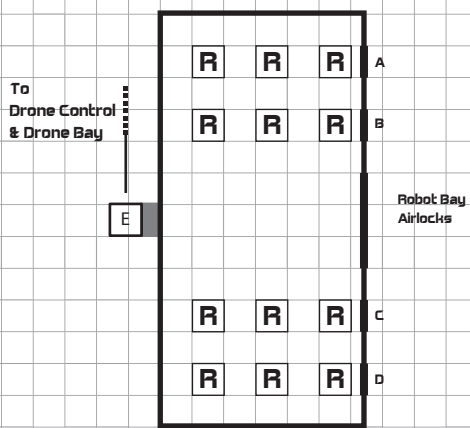 R R R A
To
Drone Control
& Drone Bay
R R R B
Robot Bay
Airlocks
E
R R R C
R R R D